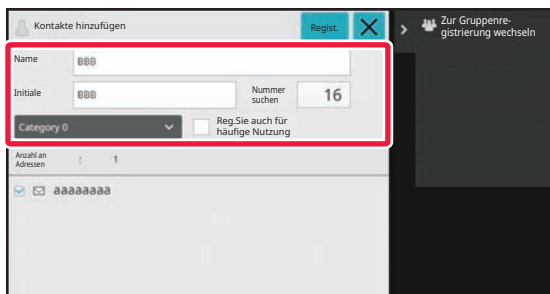 Kontakte hinzufügen
Regist.
Zur Gruppenre-
gistrierung wechseln
Name
BBB
Initiale
BBB
Nummer
suchen
16
Category 0
Reg.Sie auch für
häufige Nutzung
Anzahl an
Adressen
:
1
aaaaaaaa